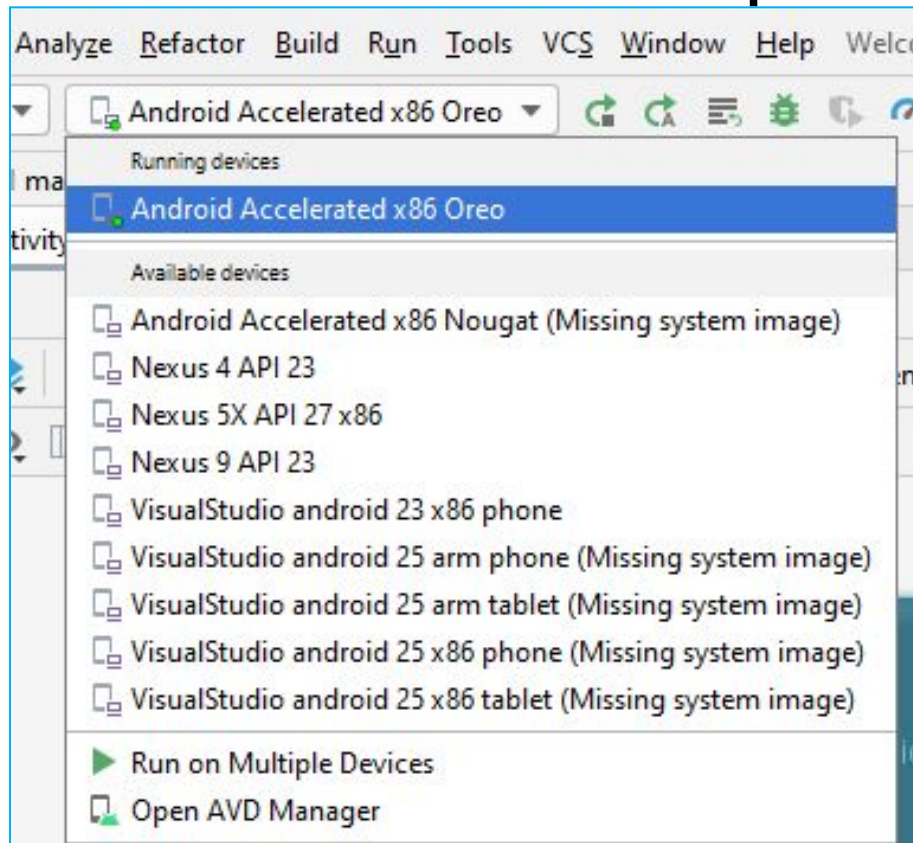 Analyze Refactor Build Run Tools VCS Window Help
Android Accelerated x86 Oreo
Running devices
Android Accelerated x86 Oreo
Available devices
Android Accelerated x86 Nougat (Missing system image)
Nexus 4 API 23
Nexus 5X API 27 x86
Nexus 9 API 23
VisualStudio android 23 x86 phone
VisualStudio android 25 arm phone (Missing system image)
VisualStudio android 25 arm tablet (Missing system image)
VisualStudio android 25 x86 phone (Missing system image)
VisualStudio android 25 x86 tablet (Missing system image)
Run on Multiple Devices
Open AVD Manager